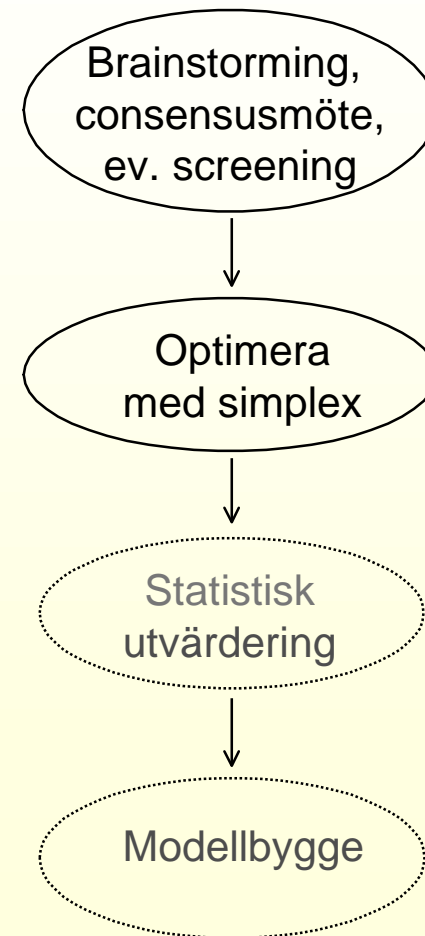 Brainstorming,
consensusmöte,
ev. screening
Optimera
med simplex
Statistisk
utvärdering
Modellbygge